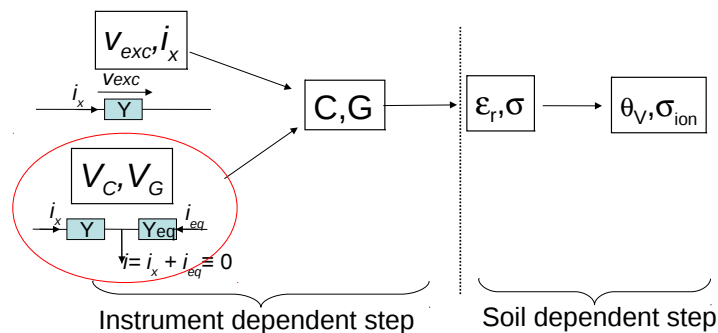 v_exc, i_x
v_exc
i_x
Y
C,G
ε_r,σ
θ_V,σ_ion
V_C,V_G
i_x
Y
Yeq
i_eq
i= i_x + i_eq ≡ 0
Instrument dependent step
Soil dependent step